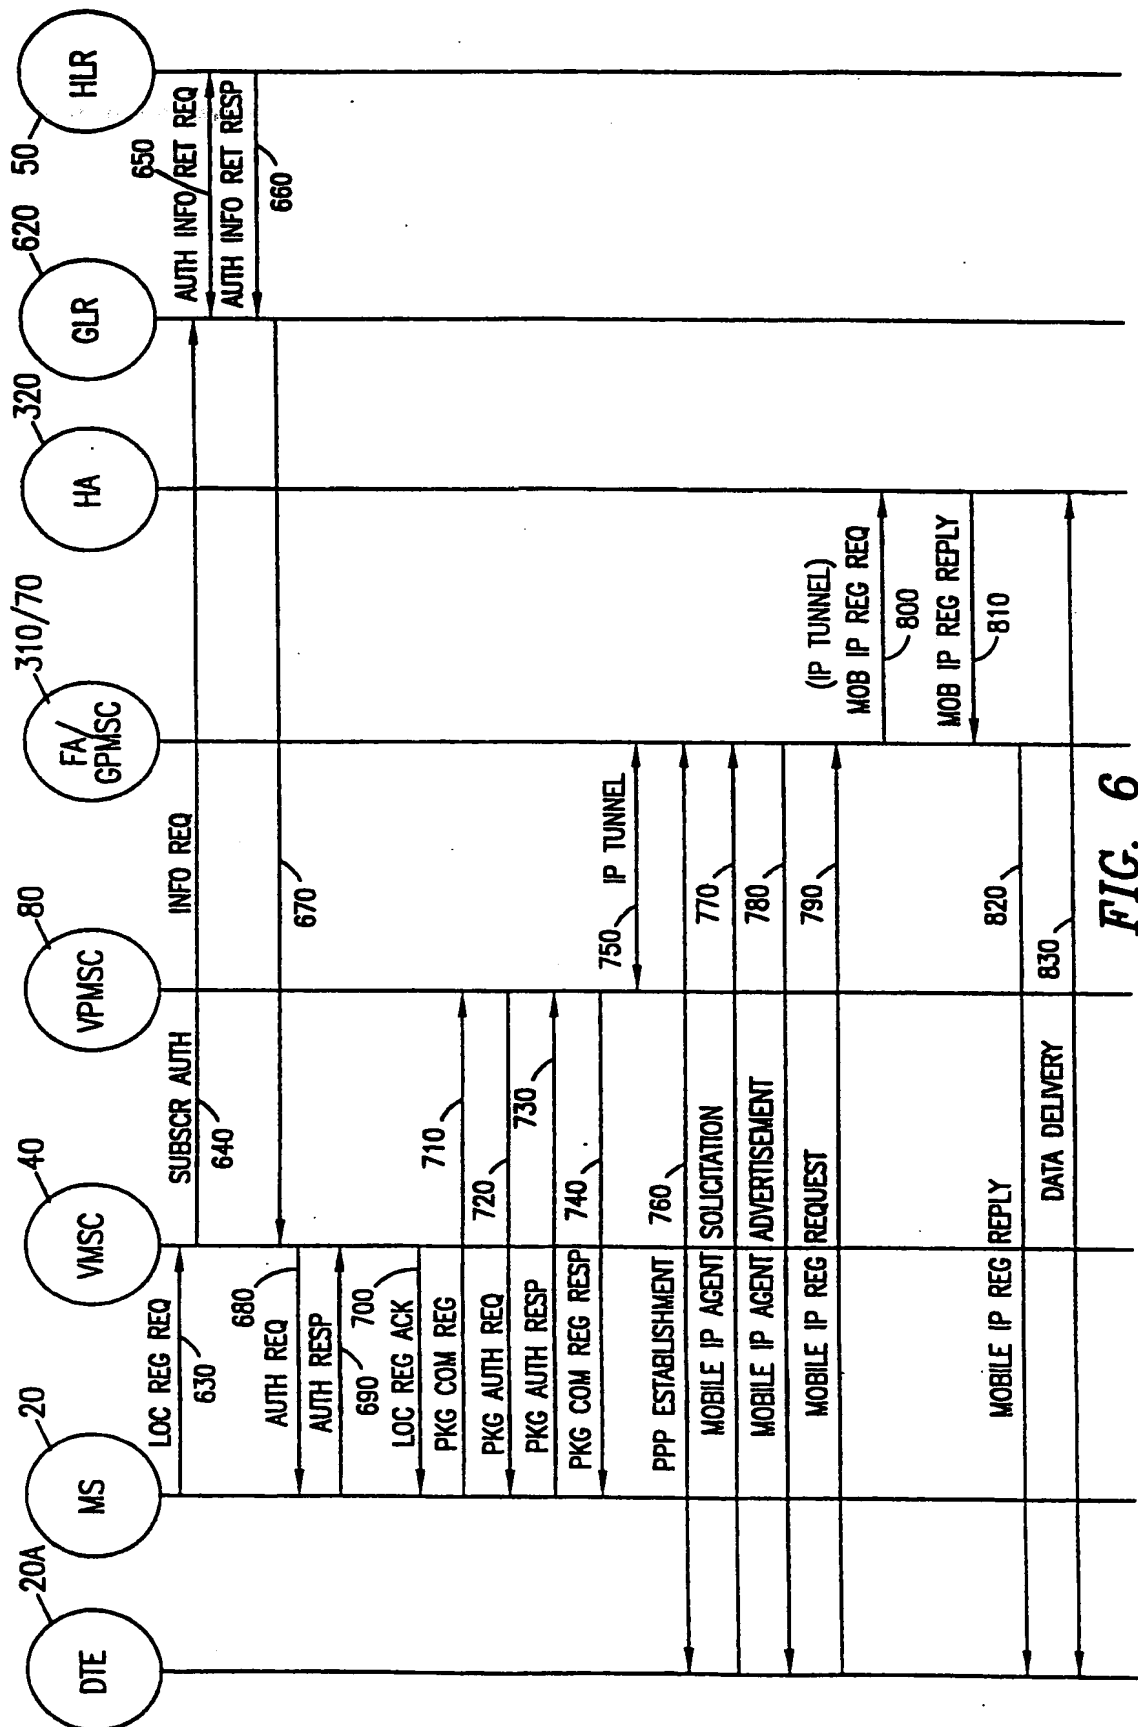 DTE
20A
MS
20
VMSC
40
VPMSC
80
FA/
GPMSC
310/70
HA
320
GLR
620
HLR
50
LOC REG REQ
630
SUBSCR AUTH INFO REQ
640
AUTH INFO RET REQ
650
AUTH INFO RET RESP
660
670
680
AUTH REQ
AUTH RESP
690
700
LOC REG ACK
PKG COM REG
710
PKG AUTH REQ
720
PKG AUTH RESP
730
PKG COM REG RESP
740
750
IP TUNNEL
PPP ESTABLISHMENT
760
MOBILE IP AGENT SOLICITATION
770
MOBILE IP AGENT ADVERTISEMENT
780
MOBILE IP REG REQUEST
790
(IP TUNNEL)
MOB IP REG REQ
800
MOB IP REG REPLY
810
MOBILE IP REG REPLY
820
DATA DELIVERY
830
FIG. 6